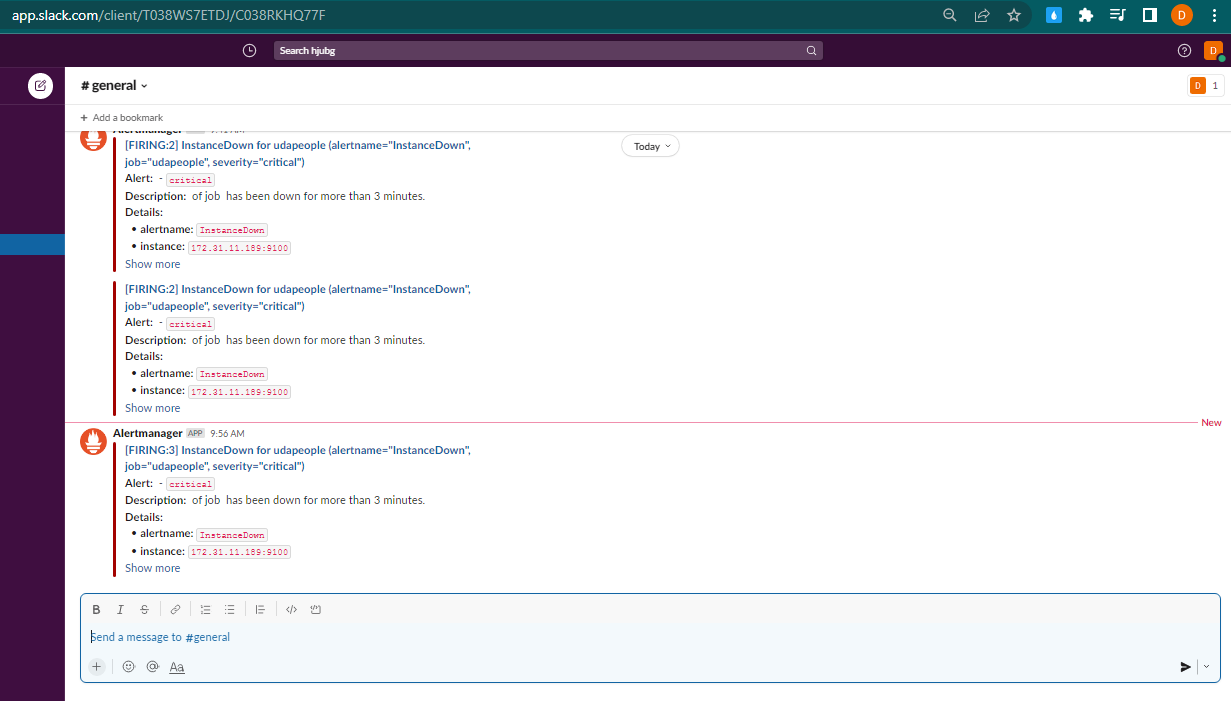 app.slack.com/client/T038WS7ETDJ/C038RKHQ77F
D
Search hjubg
D
# general
D 1
+ Add a bookmark
Alertmanager
Today
[FIRING:2] InstanceDown for udapeople (alertname="InstanceDown",
job="udapeople", severity="critical")
Alert: - critical
Description: of job has been down for more than 3 minutes.
Details:
• alertname: InstanceDown
• instance: 172.31.11.189:9100
Show more
[FIRING:2] InstanceDown for udapeople (alertname="InstanceDown",
job="udapeople", severity="critical")
Alert: - critical
Description: of job has been down for more than 3 minutes.
Details:
• alertname: InstanceDown
• instance: 172.31.11.189:9100
Show more
New
Alertmanager APP 9:56 AM
[FIRING:3] InstanceDown for udapeople (alertname="InstanceDown",
job="udapeople", severity="critical")
Alert: - critical
Description: of job has been down for more than 3 minutes.
Details:
• alertname: InstanceDown
• instance: 172.31.11.189:9100
Show more
B I S
Send a message to #general
Aa